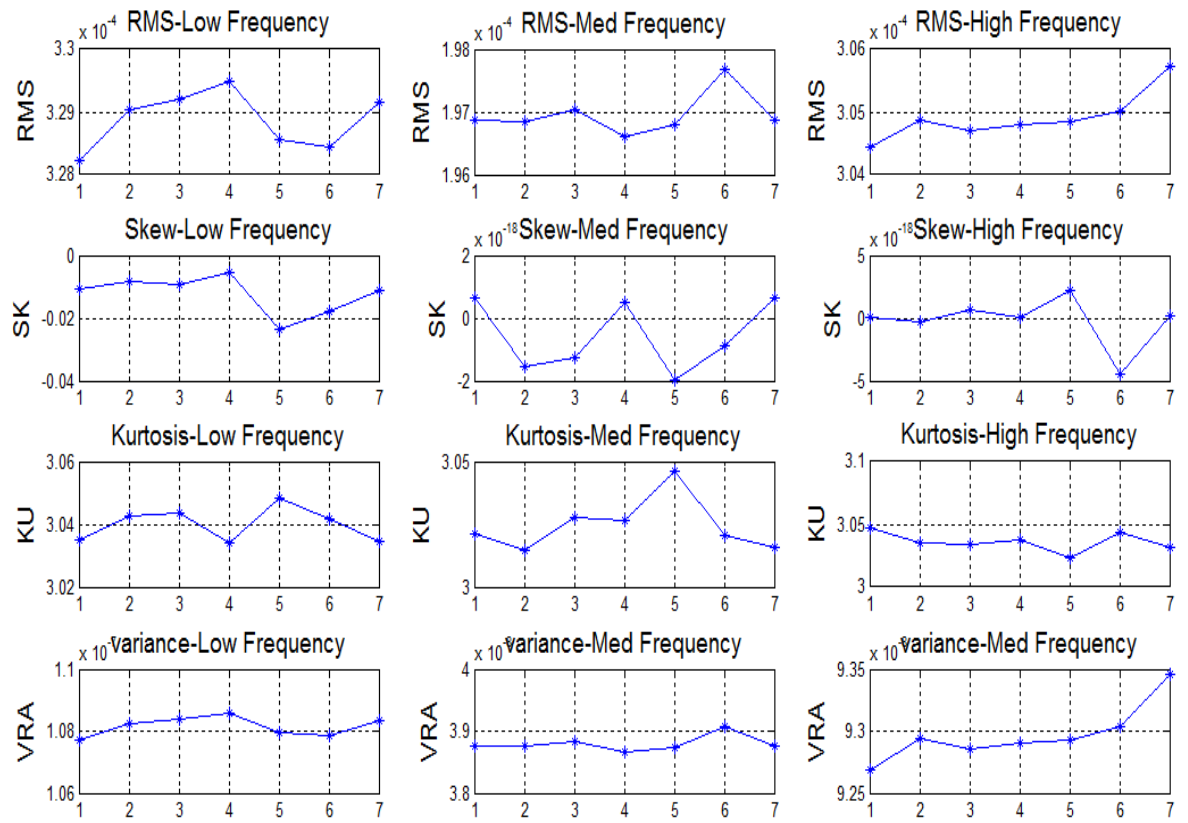 x 10⁻⁴ RMS-Low Frequency
3.3
3.29
3.28
RMS
1 2 3 4 5 6 7
x 10⁻⁴ RMS-Med Frequency
1.98
1.97
1.96
RMS
1 2 3 4 5 6 7
x 10⁻⁴ RMS-High Frequency
3.06
3.05
3.04
RMS
1 2 3 4 5 6 7
Skew-Low Frequency
0
-0.02
-0.04
SK
1 2 3 4 5 6 7
x 10⁻¹⁸ Skew-Med Frequency
2
0
-2
SK
1 2 3 4 5 6 7
x 10⁻¹⁸ Skew-High Frequency
5
0
-5
SK
1 2 3 4 5 6 7
Kurtosis-Low Frequency
3.06
3.04
3.02
KU
1 2 3 4 5 6 7
Kurtosis-Med Frequency
3.05
3
KU
1 2 3 4 5 6 7
Kurtosis-High Frequency
3.1
3.05
3
KU
1 2 3 4 5 6 7
x 10 variance-Low Frequency
1.1
1.08
1.06
VRA
1 2 3 4 5 6 7
x 10 variance-Med Frequency
4
3.9
3.8
VRA
1 2 3 4 5 6 7
x 10 variance-Med Frequency
9.35
9.3
9.25
VRA
1 2 3 4 5 6 7